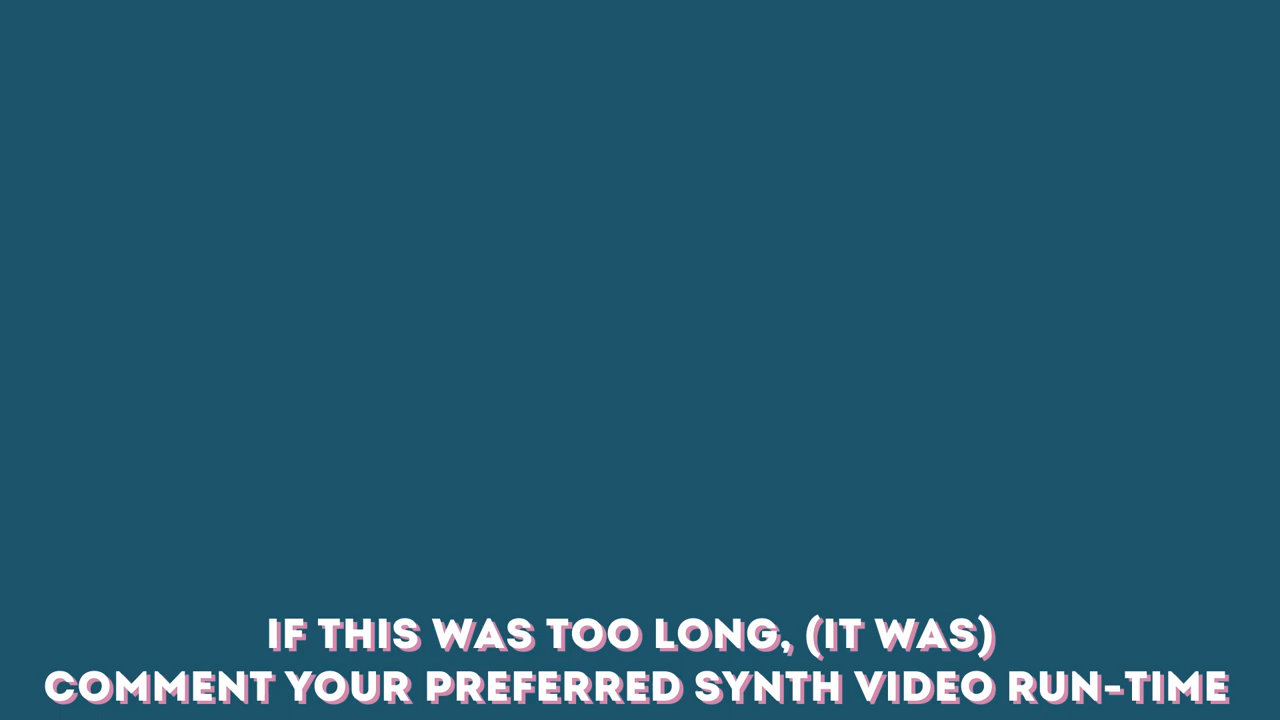 IF THIS WAS TOO LONG, (IT WAS)
COMMENT YOUR PREFERRED SYNTH VIDEO RUN-TIME